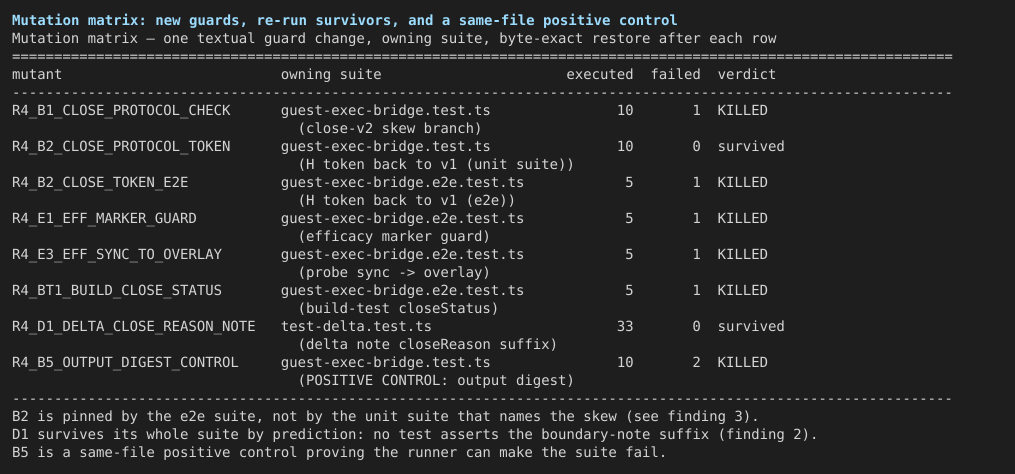 Mutation matrix: new guards, re-run survivors, and a same-file positive control
Mutation matrix — one textual guard change, owning suite, byte-exact restore after each row
================================================================================================================
mutant owning suite executed failed verdict
----------------------------------------------------------------------------------------------------------------
R4_B1_CLOSE_PROTOCOL_CHECK guest-exec-bridge.test.ts 10 1 KILLED
(close-v2 skew branch)
R4_B2_CLOSE_PROTOCOL_TOKEN guest-exec-bridge.test.ts 10 0 survived
(H token back to v1 (unit suite))
R4_B2_CLOSE_TOKEN_E2E guest-exec-bridge.e2e.test.ts 5 1 KILLED
(H token back to v1 (e2e))
R4_E1_EFF_MARKER_GUARD guest-exec-bridge.e2e.test.ts 5 1 KILLED
(efficacy marker guard)
R4_E3_EFF_SYNC_TO_OVERLAY guest-exec-bridge.e2e.test.ts 5 1 KILLED
(probe sync -> overlay)
R4_BT1_BUILD_CLOSE_STATUS guest-exec-bridge.e2e.test.ts 5 1 KILLED
(build-test closeStatus)
R4_D1_DELTA_CLOSE_REASON_NOTE test-delta.test.ts 33 0 survived
(delta note closeReason suffix)
R4_B5_OUTPUT_DIGEST_CONTROL guest-exec-bridge.test.ts 10 2 KILLED
(POSITIVE CONTROL: output digest)
----------------------------------------------------------------------------------------------------------------
B2 is pinned by the e2e suite, not by the unit suite that names the skew (see finding 3).
D1 survives its whole suite by prediction: no test asserts the boundary-note suffix (finding 2).
B5 is a same-file positive control proving the runner can make the suite fail.